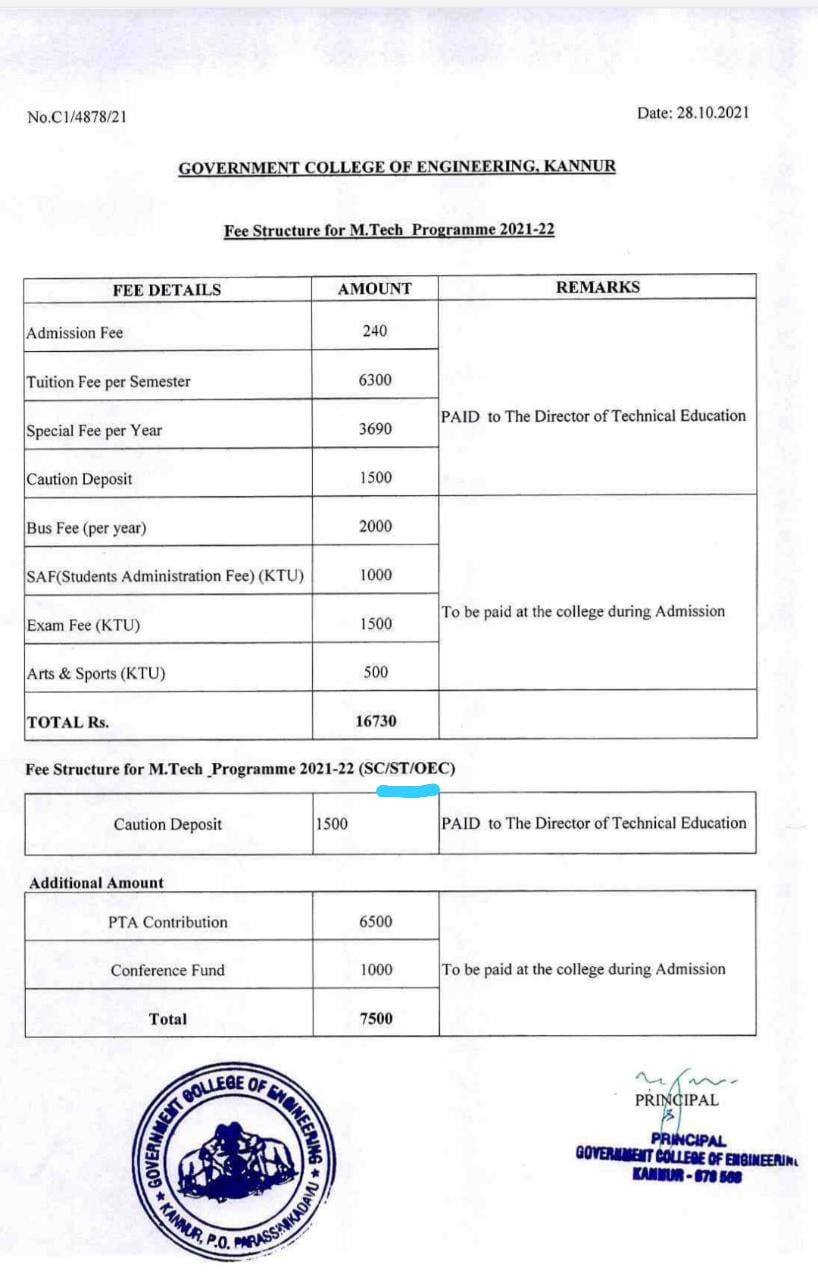 No.C1/4878/21
Date: 28.10.2021
GOVERNMENT COLLEGE OF ENGINEERING, KANNUR
Fee Structure for M.Tech Programme 2021-22
FEE DETAILS AMOUNT REMARKS
Admission Fee 240
Tuition Fee per Semester 6300
PAID to The Director of Technical Education
Special Fee per Year 3690
Caution Deposit 1500
Bus Fee (per year) 2000
SAF(Students Administration Fee) (KTU) 1000
To be paid at the college during Admission
Exam Fee (KTU) 1500
Arts & Sports (KTU) 500
TOTAL Rs. 16730
Fee Structure for M.Tech Programme 2021-22 (SC/ST/OEC)
Caution Deposit 1500 PAID to The Director of Technical Education
Additional Amount
PTA Contribution 6500
Conference Fund 1000 To be paid at the college during Admission
Total 7500
GOVERNMENT COLLEGE OF ENGINEERING
KANNUR, P.O. PARASSINIKADAVU
PRINCIPAL
PRINCIPAL
GOVERNMENT COLLEGE OF ENGINEERING
KANNUR - 670 563